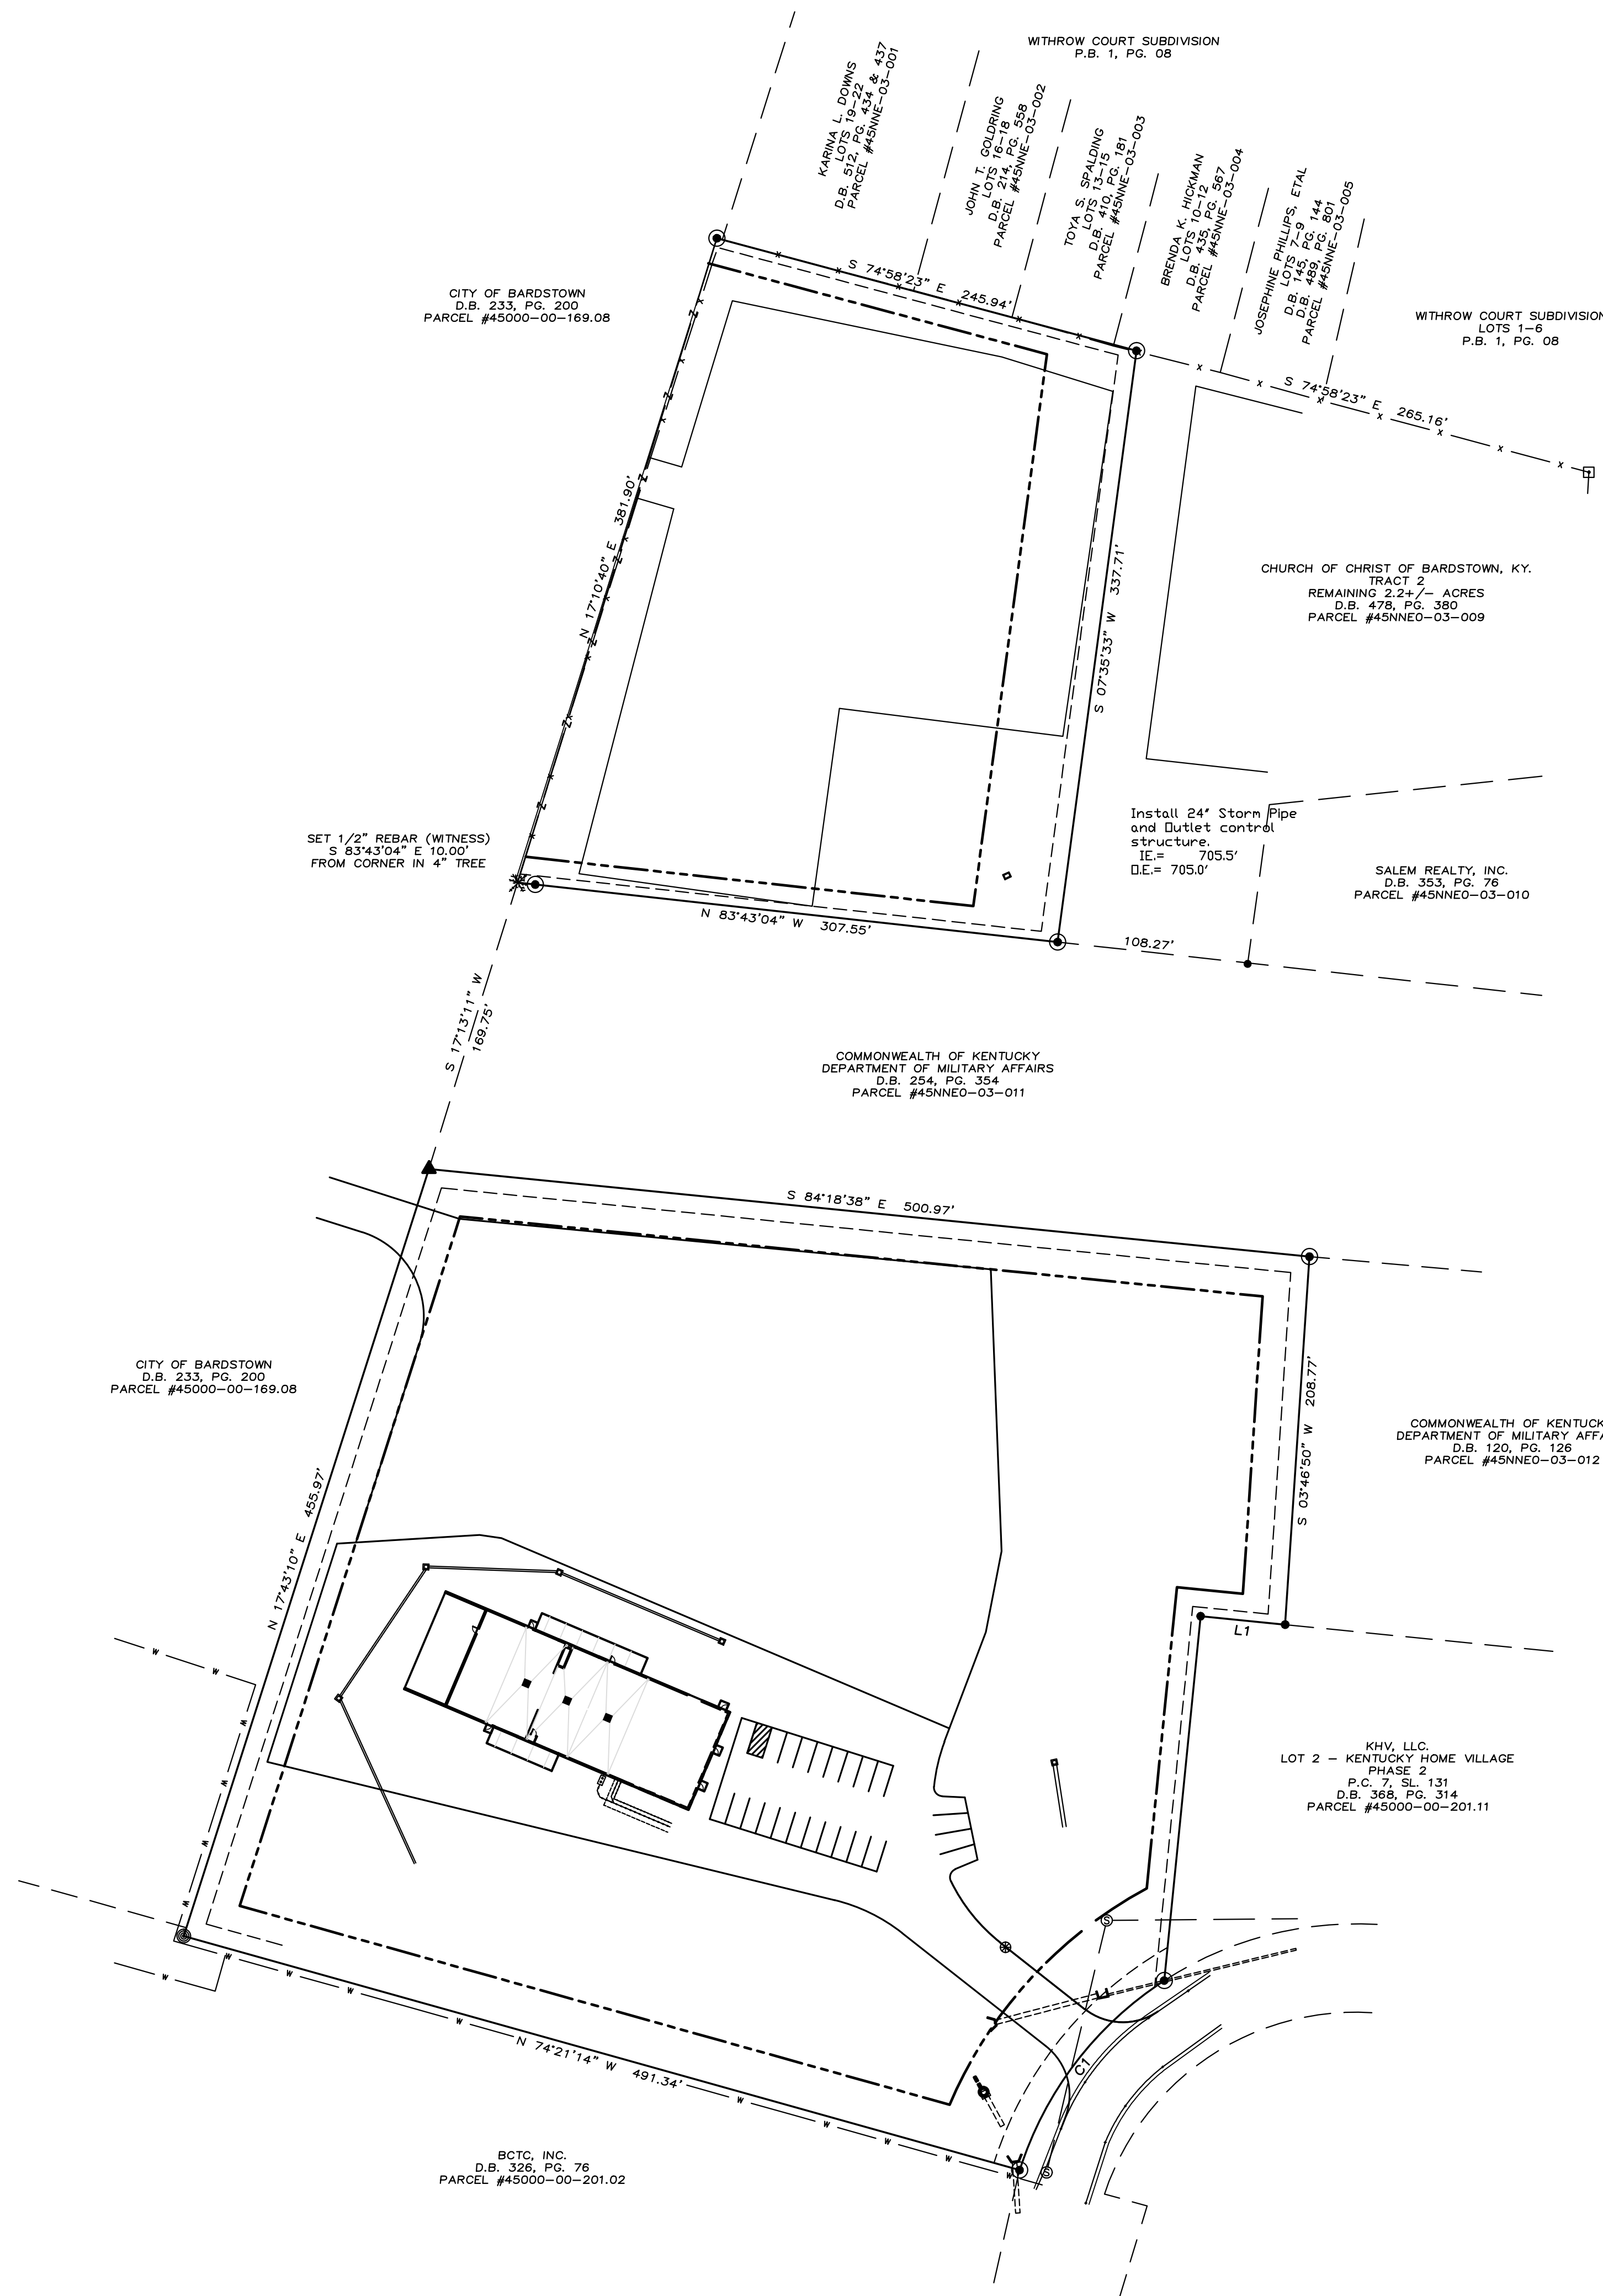 WITHROW COURT SUBDIVISION
P.B. 1, PG. 08
KARINA L. DOWNS
LOTS 19-22
D.B. 512, PG. 434 & 437
PARCEL #45NNE-03-001
JOHN T. GOLDRING
LOTS 16-18
D.B. 214, PG. 558
PARCEL #45NNE-03-002
TOYA S. SPALDING
LOTS 13-15
D.B. 410, PG. 181
PARCEL #45NNE-03-003
BRENDA K. HICKMAN
LOTS 10-12
D.B. 435, PG. 567
PARCEL #45NNE-03-004
JOSEPHINE PHILLIPS, ETAL
LOTS 7-9
D.B. 145, PG. 144
D.B. 489, PG. 801
PARCEL #45NNE-03-005
CITY OF BARDSTOWN
D.B. 233, PG. 200
PARCEL #45000-00-169.08
S 74°58'23" E 245.94'
WITHROW COURT SUBDIVISION
LOTS 1-6
P.B. 1, PG. 08
S 74°58'23" E 265.16'
N 17°10'40" E 381.90'
S 07°35'33" W 337.71'
CHURCH OF CHRIST OF BARDSTOWN, KY.
TRACT 2
REMAINING 2.2+/- ACRES
D.B. 478, PG. 380
PARCEL #45NNE0-03-009
SET 1/2" REBAR (WITNESS)
S 83°43'04" E 10.00'
FROM CORNER IN 4" TREE
Install 24" Storm Pipe
and Outlet control
structure.
IE.= 705.5'
O.E.= 705.0'
SALEM REALTY, INC.
D.B. 353, PG. 76
PARCEL #45NNE0-03-010
N 83°43'04" W 307.55'
108.27'
S 17°13'11" W
169.75'
COMMONWEALTH OF KENTUCKY
DEPARTMENT OF MILITARY AFFAIRS
D.B. 254, PG. 354
PARCEL #45NNE0-03-011
S 84°18'38" E 500.97'
CITY OF BARDSTOWN
D.B. 233, PG. 200
PARCEL #45000-00-169.08
S 03°46'50" W 208.77'
COMMONWEALTH OF KENTUCK
DEPARTMENT OF MILITARY AFFA
D.B. 120, PG. 126
PARCEL #45NNE0-03-012
N 17°43'10" E 455.97'
L1
KHV, LLC.
LOT 2 - KENTUCKY HOME VILLAGE
PHASE 2
P.C. 7, SL. 131
D.B. 368, PG. 314
PARCEL #45000-00-201.11
S
C1
N 74°21'14" W 491.34'
S
BCTC, INC.
D.B. 326, PG. 76
PARCEL #45000-00-201.02